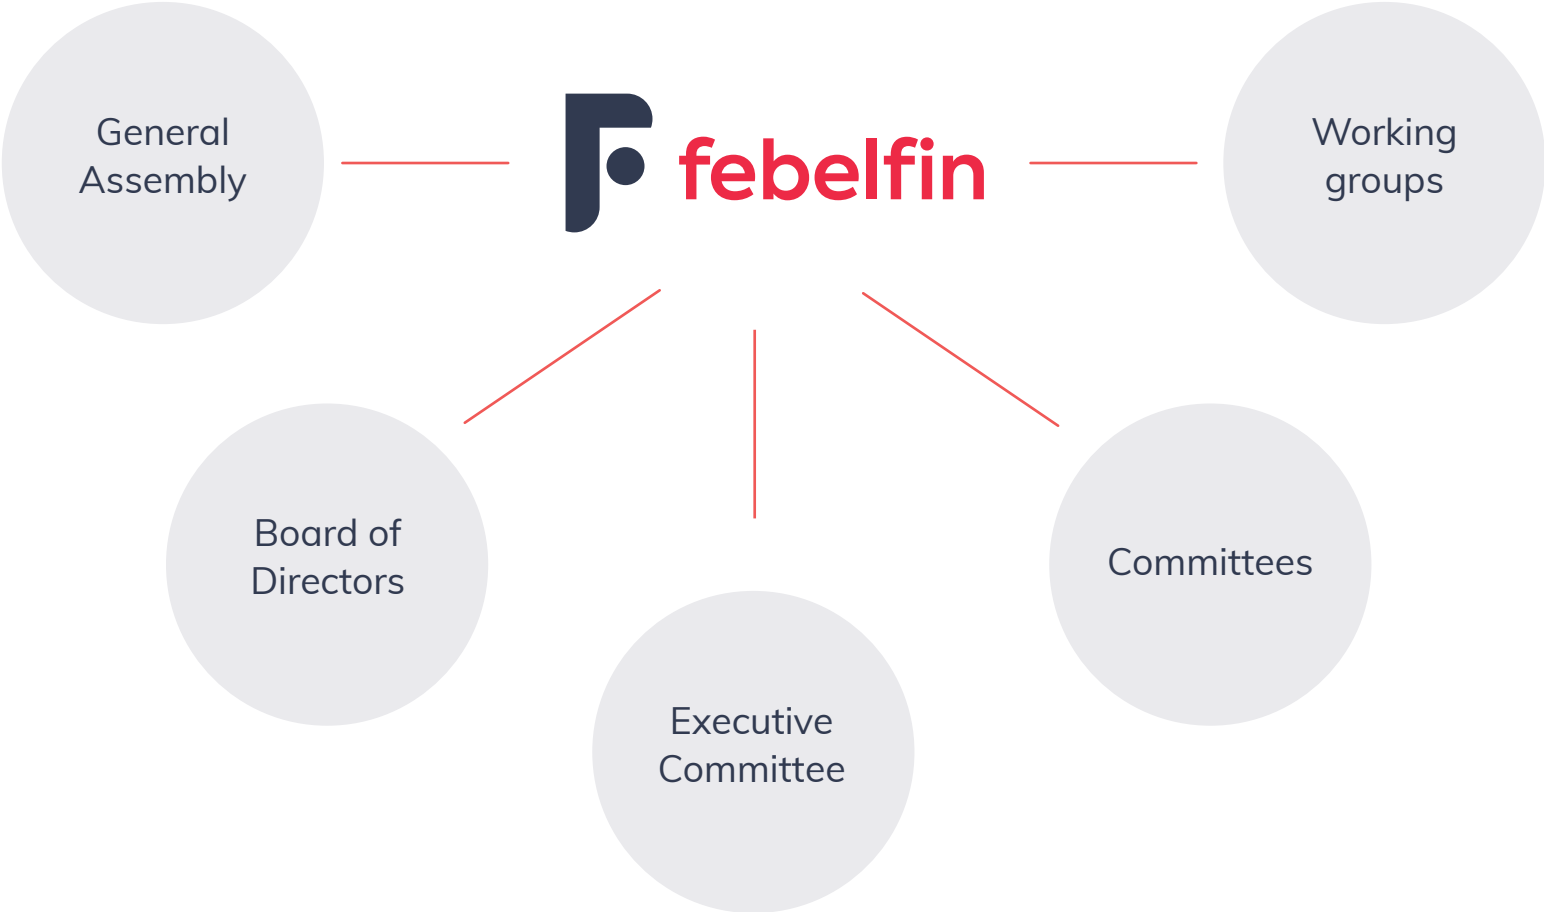 General
Assembly
febelfin
Working
groups
Board of
Directors
Executive
Committee
Committees